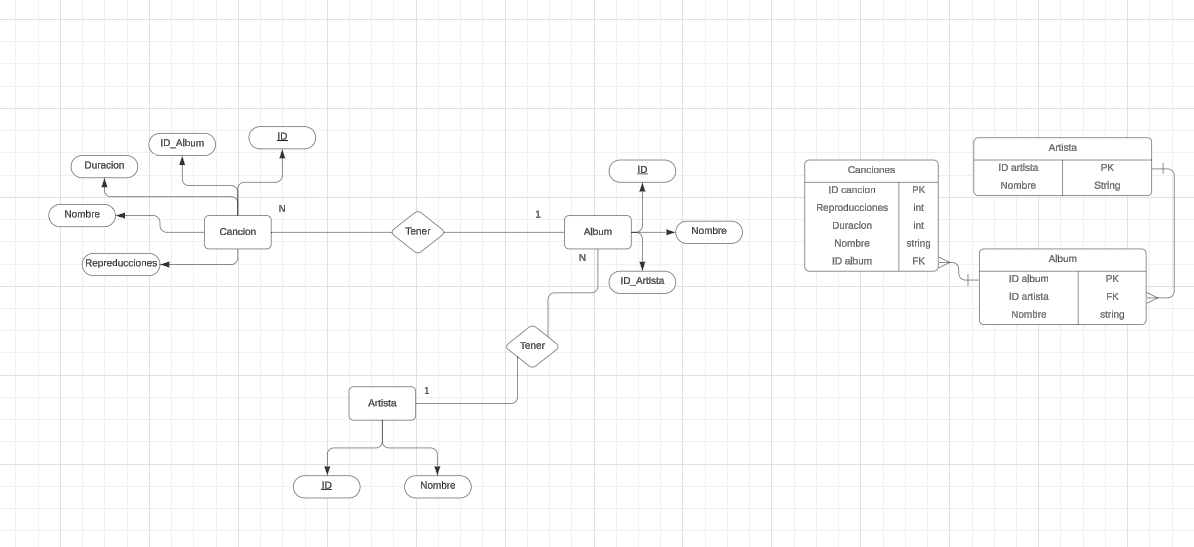 ID
ID_Album
Duracion
Nombre
N
Cancion
Repreducciones
Tener
1
ID
Album
Nombre
N
ID_Artista
Tener
1
Artista
ID
Nombre
Canciones
ID cancion PK
Reproducciones int
Duracion int
Nombre string
ID album FK
Artista
ID artista PK
Nombre String
Album
ID album PK
ID artista FK
Nombre string